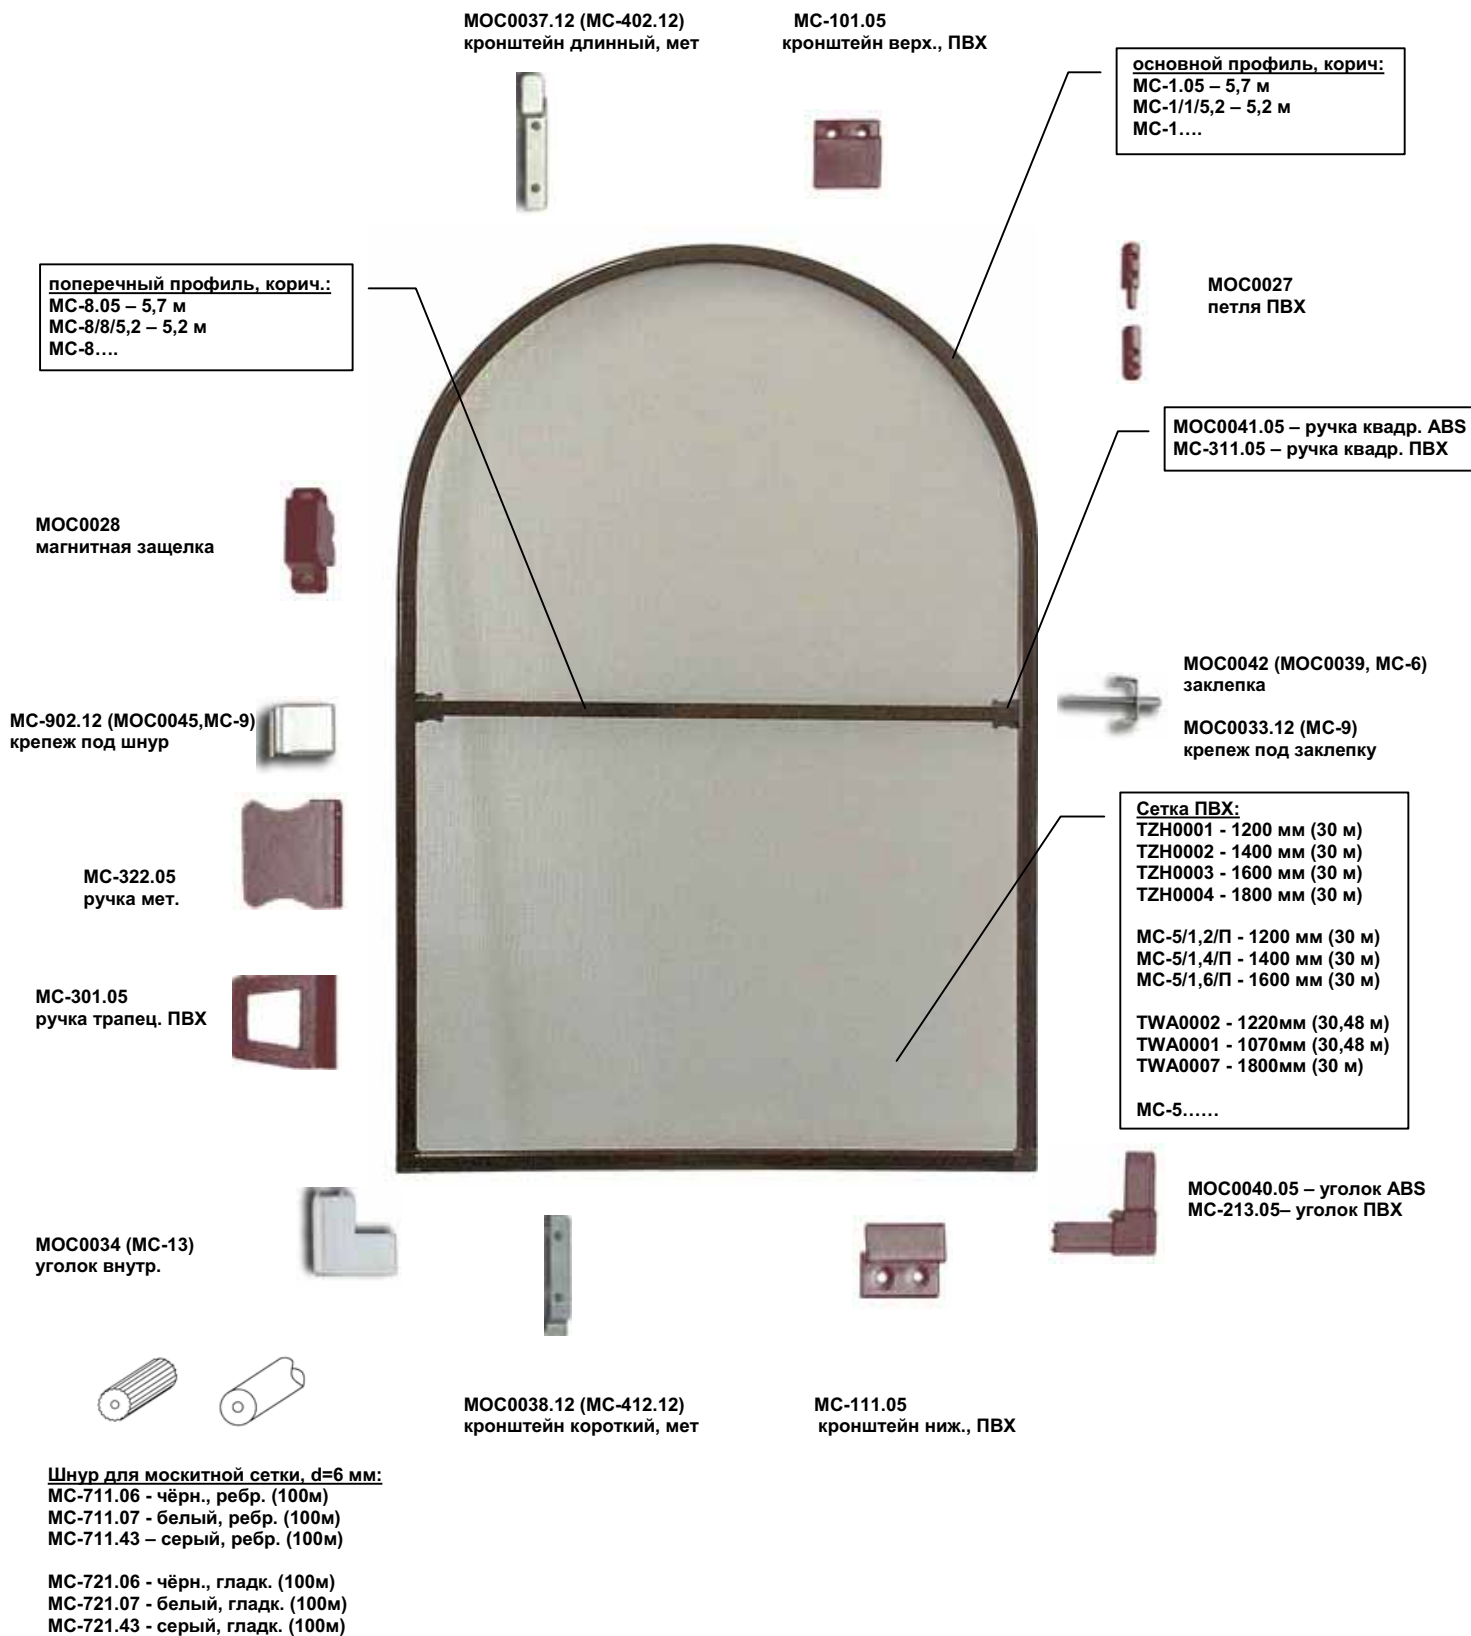 МОС0037.12 (МС-402.12)
кронштейн длинный, мет
МС-101.05
кронштейн верх., ПВХ
основной профиль, корич:
МС-1.05 – 5,7 м
МС-1/1/5,2 – 5,2 м
МС-1….
поперечный профиль, корич.:
МС-8.05 – 5,7 м
МС-8/8/5,2 – 5,2 м
МС-8….
МОС0027
петля ПВХ
МОС0041.05 – ручка квадр. ABS
МС-311.05 – ручка квадр. ПВХ
МОС0028
магнитная защелка
МОС0042 (МОС0039, МС-6)
заклепка
МОС0033.12 (МС-9)
крепеж под заклепку
МС-902.12 (МОС0045,МС-9)
крепеж под шнур
МС-322.05
ручка мет.
Сетка ПВХ:
TZH0001 - 1200 мм (30 м)
TZH0002 - 1400 мм (30 м)
TZH0003 - 1600 мм (30 м)
TZH0004 - 1800 мм (30 м)
МС-5/1,2/П - 1200 мм (30 м)
МС-5/1,4/П - 1400 мм (30 м)
МС-5/1,6/П - 1600 мм (30 м)
TWA0002 - 1220мм (30,48 м)
TWA0001 - 1070мм (30,48 м)
TWA0007 - 1800мм (30 м)
МС-5……
МС-301.05
ручка трапец. ПВХ
МОС0040.05 – уголок ABS
МС-213.05– уголок ПВХ
МОС0034 (МС-13)
уголок внутр.
МОС0038.12 (МС-412.12)
кронштейн короткий, мет
МС-111.05
кронштейн ниж., ПВХ
Шнур для москитной сетки, d=6 мм:
МС-711.06 - чёрн., ребр. (100м)
МС-711.07 - белый, ребр. (100м)
МС-711.43 – серый, ребр. (100м)
МС-721.06 - чёрн., гладк. (100м)
МС-721.07 - белый, гладк. (100м)
МС-721.43 - серый, гладк. (100м)